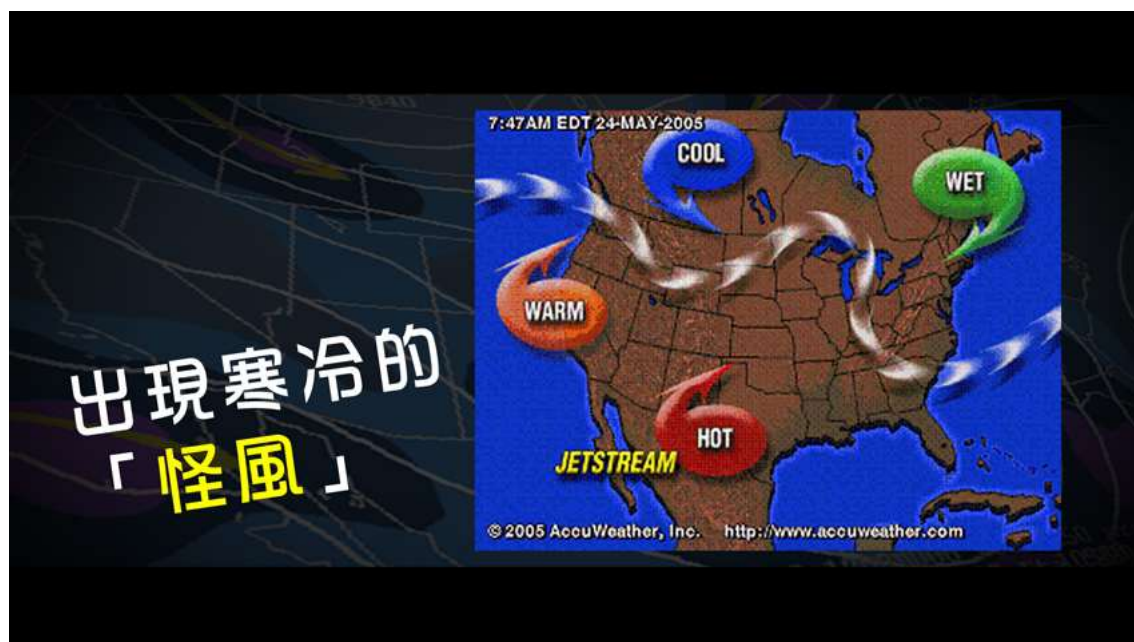 7:47AM EDT 24-MAY-2005
COOL
WET
WARM
出現寒冷的
「怪風」
HOT
JETSTREAM
© 2005 AccuWeather, Inc. http://www.accuweather.com